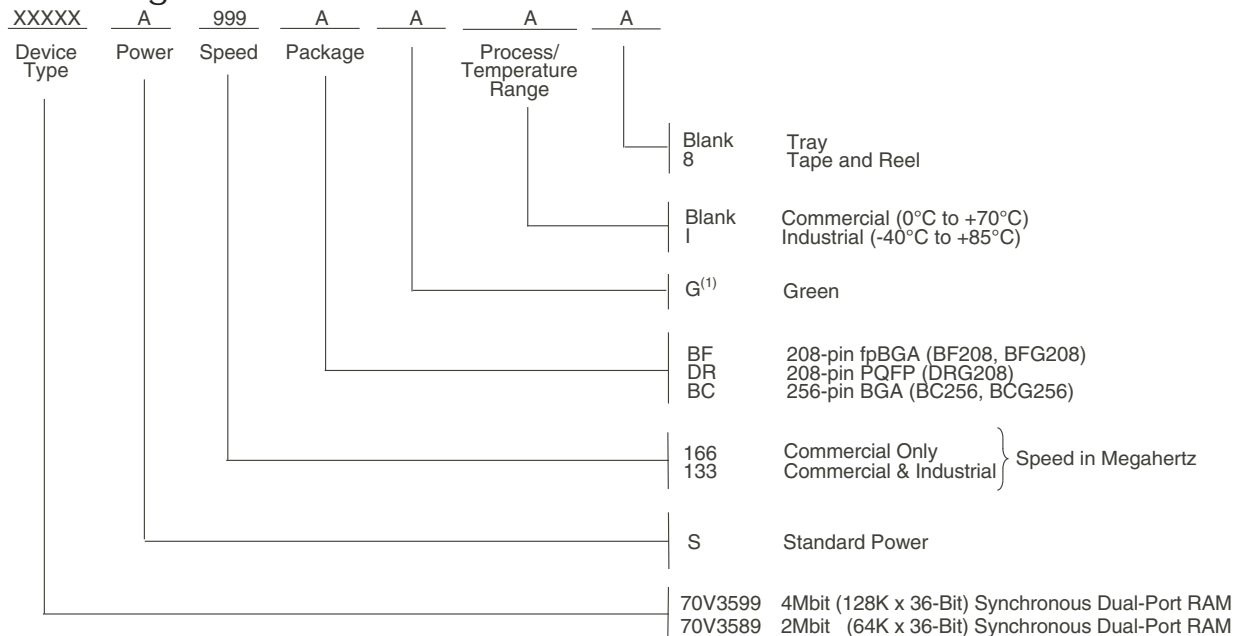 XXXXX A 999 A A A A
Device Type Power Speed Package Process/ Temperature Range
Blank Tray
8 Tape and Reel
Blank Commercial (0°C to +70°C)
I Industrial (-40°C to +85°C)
G(1) Green
BF 208-pin fpBGA (BF208, BFG208)
DR 208-pin PQFP (DRG208)
BC 256-pin BGA (BC256, BCG256)
166 Commercial Only
133 Commercial & Industrial
Speed in Megahertz
S Standard Power
70V3599 4Mbit (128K x 36-Bit) Synchronous Dual-Port RAM
70V3589 2Mbit (64K x 36-Bit) Synchronous Dual-Port RAM